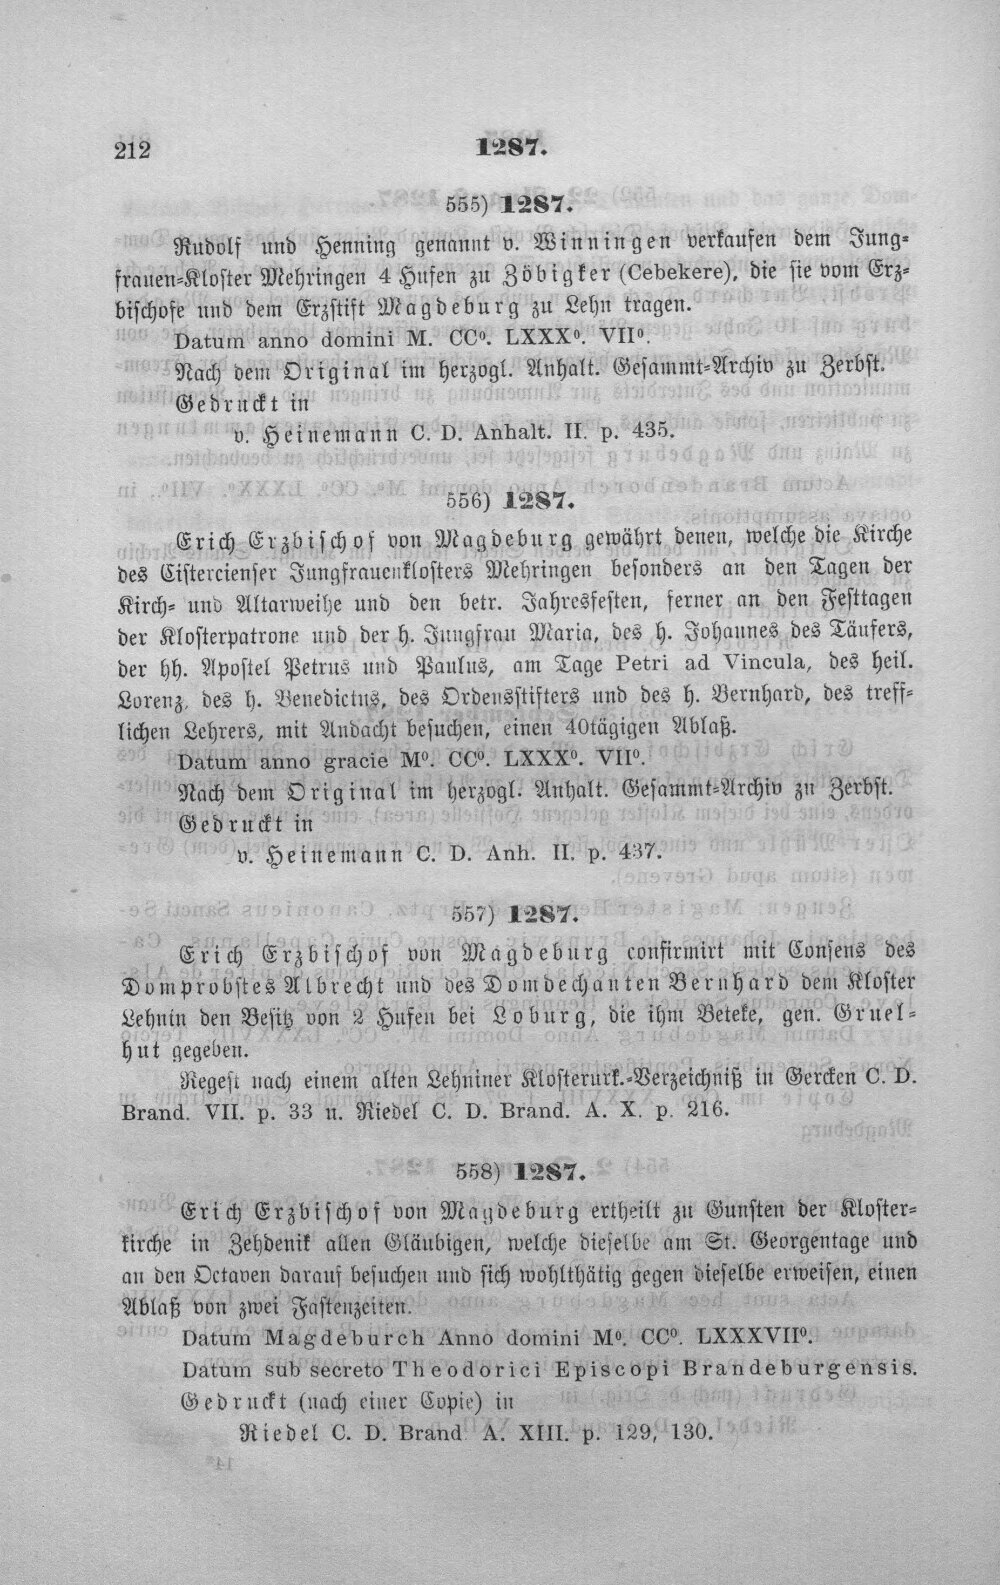 212
1287.
555) 1287.
Rudolf und Henning genannt v. Winningen verkaufen dem Jung-
frauen-Kloster Mehringen 4 Hufen zu Zöbigker (Cebekere), die sie vom Erz-
bischofe und dem Erzstift Magdeburg zu Lehn tragen.
Datum anno domini M. CCº. LXXXº. VIIº.
Nach dem Original im herzogl. Anhalt. Gesammt-Archiv zu Zerbst.
Gedruckt in
v. Heinemann C. D. Anhalt. II. p. 435.
556) 1287.
Erich Erzbischof von Magdeburg gewährt denen, welche die Kirche
des Cistercienser Jungfrauenklosters Mehringen besonders an den Tagen der
Kirch- und Altarweihe und den betr. Jahresfesten, ferner an den Festtagen
der Klosterpatrone und der h. Jungfrau Maria, des h. Johannes des Täufers,
der hh. Apostel Petrus und Paulus, am Tage Petri ad Vincula, des heil.
Lorenz, des h. Benedictus, des Ordensstifters und des h. Bernhard, des treff-
lichen Lehrers, mit Andacht besuchen, einen 40tägigen Ablaß.
Datum anno gracie Mº. CCº. LXXXº. VIIº.
Nach dem Original im herzogl. Anhalt. Gesammt-Archiv zu Zerbst.
Gedruckt in
v. Heinemann C. D. Anh. II. p. 437.
557) 1287.
Erich Erzbischof von Magdeburg confirmirt mit Consens des
Domprobstes Albrecht und des Domdechanten Bernhard dem Kloster
Lehnin den Besitz von 2 Hufen bei Loburg, die ihm Beteke, gen. Gruel-
hut gegeben.
Regest nach einem alten Lehniner Klosterurk.-Verzeichniß in Gercken C. D.
Brand. VII. p. 33 u. Riedel C. D. Brand. A. X. p. 216.
558) 1287.
Erich Erzbischof von Magdeburg ertheilt zu Gunsten der Kloster-
kirche in Zehdenik allen Gläubigen, welche dieselbe am St. Georgentage und
an den Octaven darauf besuchen und sich wohlthätig gegen dieselbe erweisen, einen
Ablaß von zwei Fastenzeiten.
Datum Magdeburch Anno domini Mº. CCº. LXXXVIIº.
Datum sub secreto Theodorici Episcopi Brandeburgensis.
Gedruckt (nach einer Copie) in
Riedel C. D. Brand A. XIII. p. 129, 130.